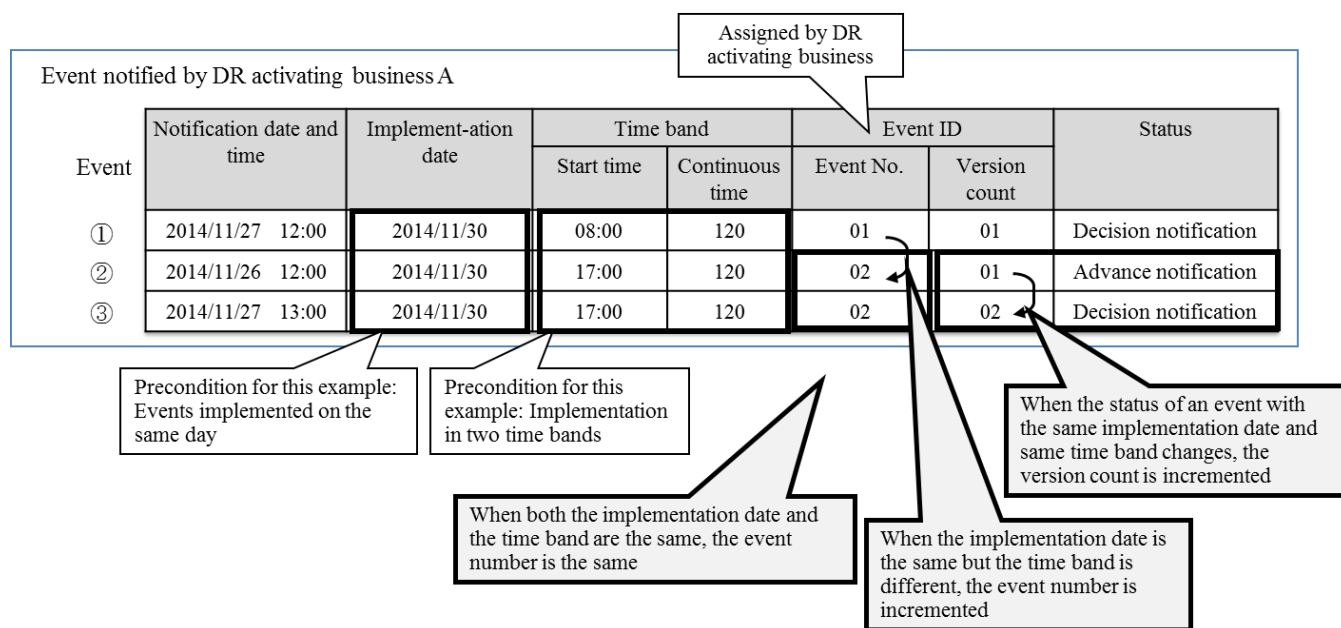 Assigned by DR
activating business
Event notified by DR activating business A
Event
Notification date and
time
Implement-ation
date
Time band
Event ID
Status
Start time
Continuous
time
Event No.
Version
count
① 2014/11/27 12:00 2014/11/30 08:00 120 01 01 Decision notification
② 2014/11/26 12:00 2014/11/30 17:00 120 02 01 Advance notification
③ 2014/11/27 13:00 2014/11/30 17:00 120 02 02 Decision notification
Precondition for this example:
Events implemented on the
same day
Precondition for this
example: Implementation
in two time bands
When the status of an event with
the same implementation date and
same time band changes, the
version count is incremented
When both the implementation date and
the time band are the same, the event
number is the same
When the implementation date is
the same but the time band is
different, the event number is
incremented